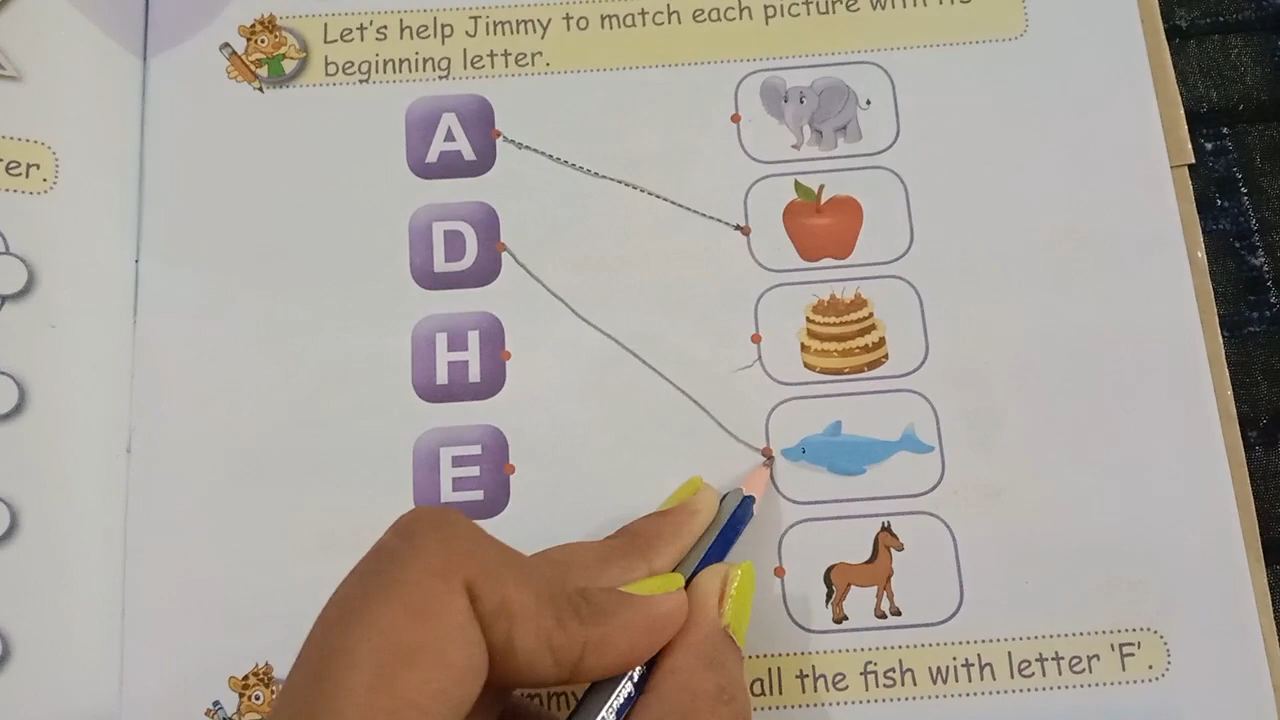 Let's help Jimmy to match each picture with its
beginning letter.
er.
A
D
H
E
all the fish with letter 'F'.